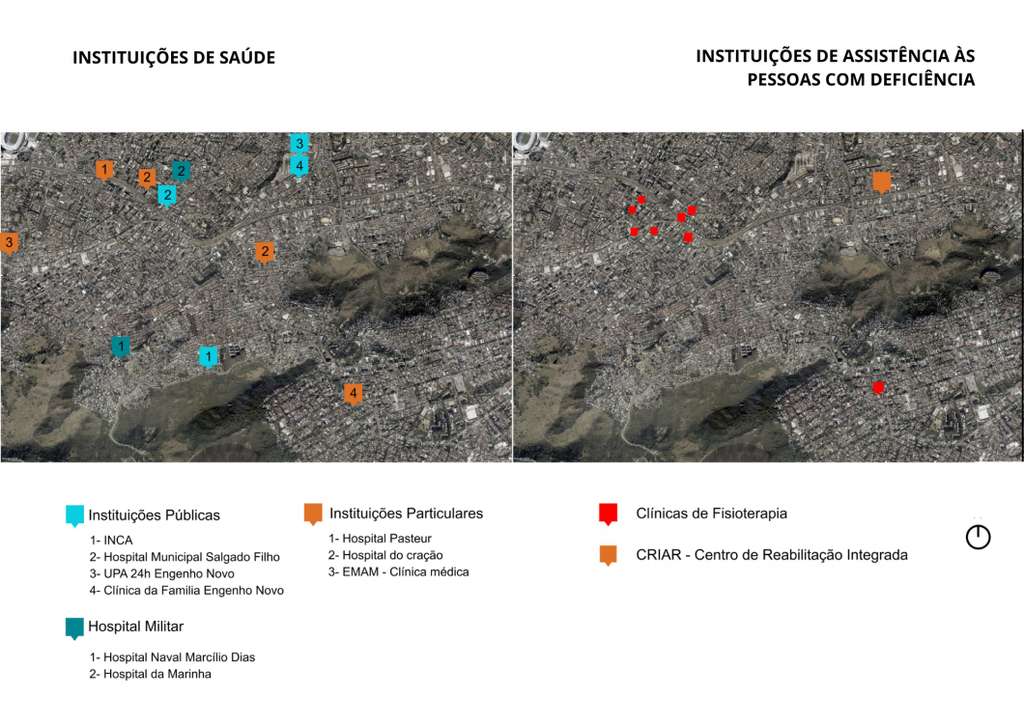 INSTITUIÇÕES DE SAÚDE
INSTITUIÇÕES DE ASSISTÊNCIA ÀS
PESSOAS COM DEFICIÊNCIA
3
4
1
2
2
2
3
2
1
1
4
Instituições Públicas
1- INCA
2- Hospital Municipal Salgado Filho
3- UPA 24h Engenho Novo
4- Clínica da Familia Engenho Novo
Hospital Militar
1- Hospital Naval Marcílio Dias
2- Hospital da Marinha
Instituições Particulares
1- Hospital Pasteur
2- Hospital do cração
3- EMAM - Clínica médica
Clínicas de Fisioterapia
CRIAR - Centro de Reabilitação Integrada